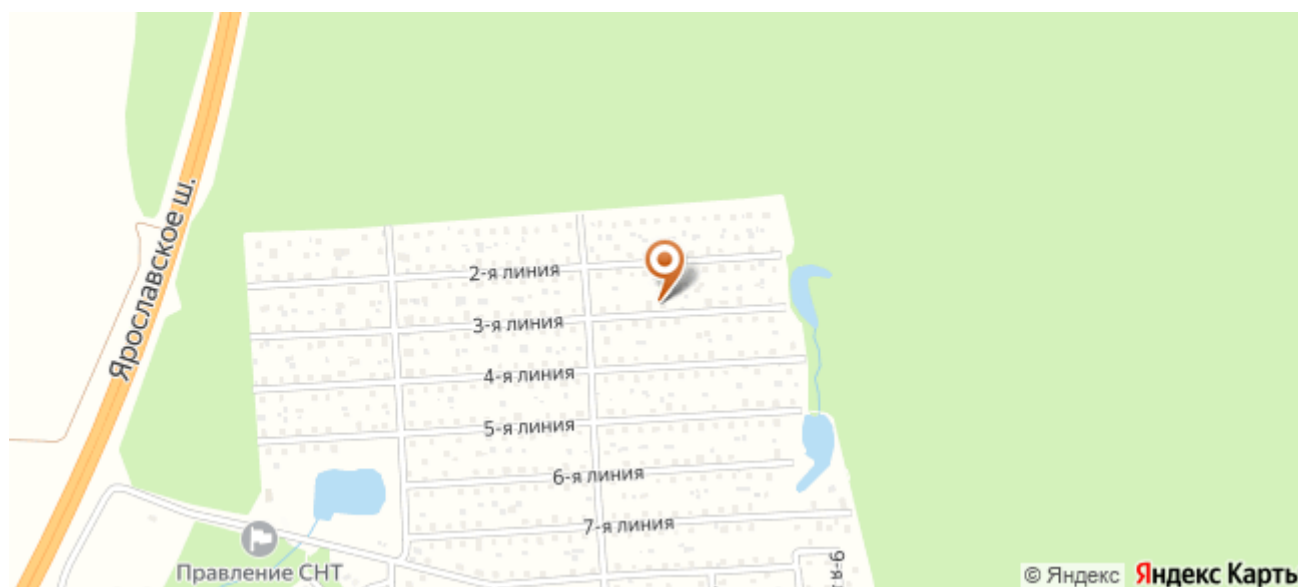 Ярославское ш.
2-я линия
3-я линия
4-я линия
5-я линия
6-я линия
7-я линия
Правление СНТ
© Яндекс Яндекс Карты